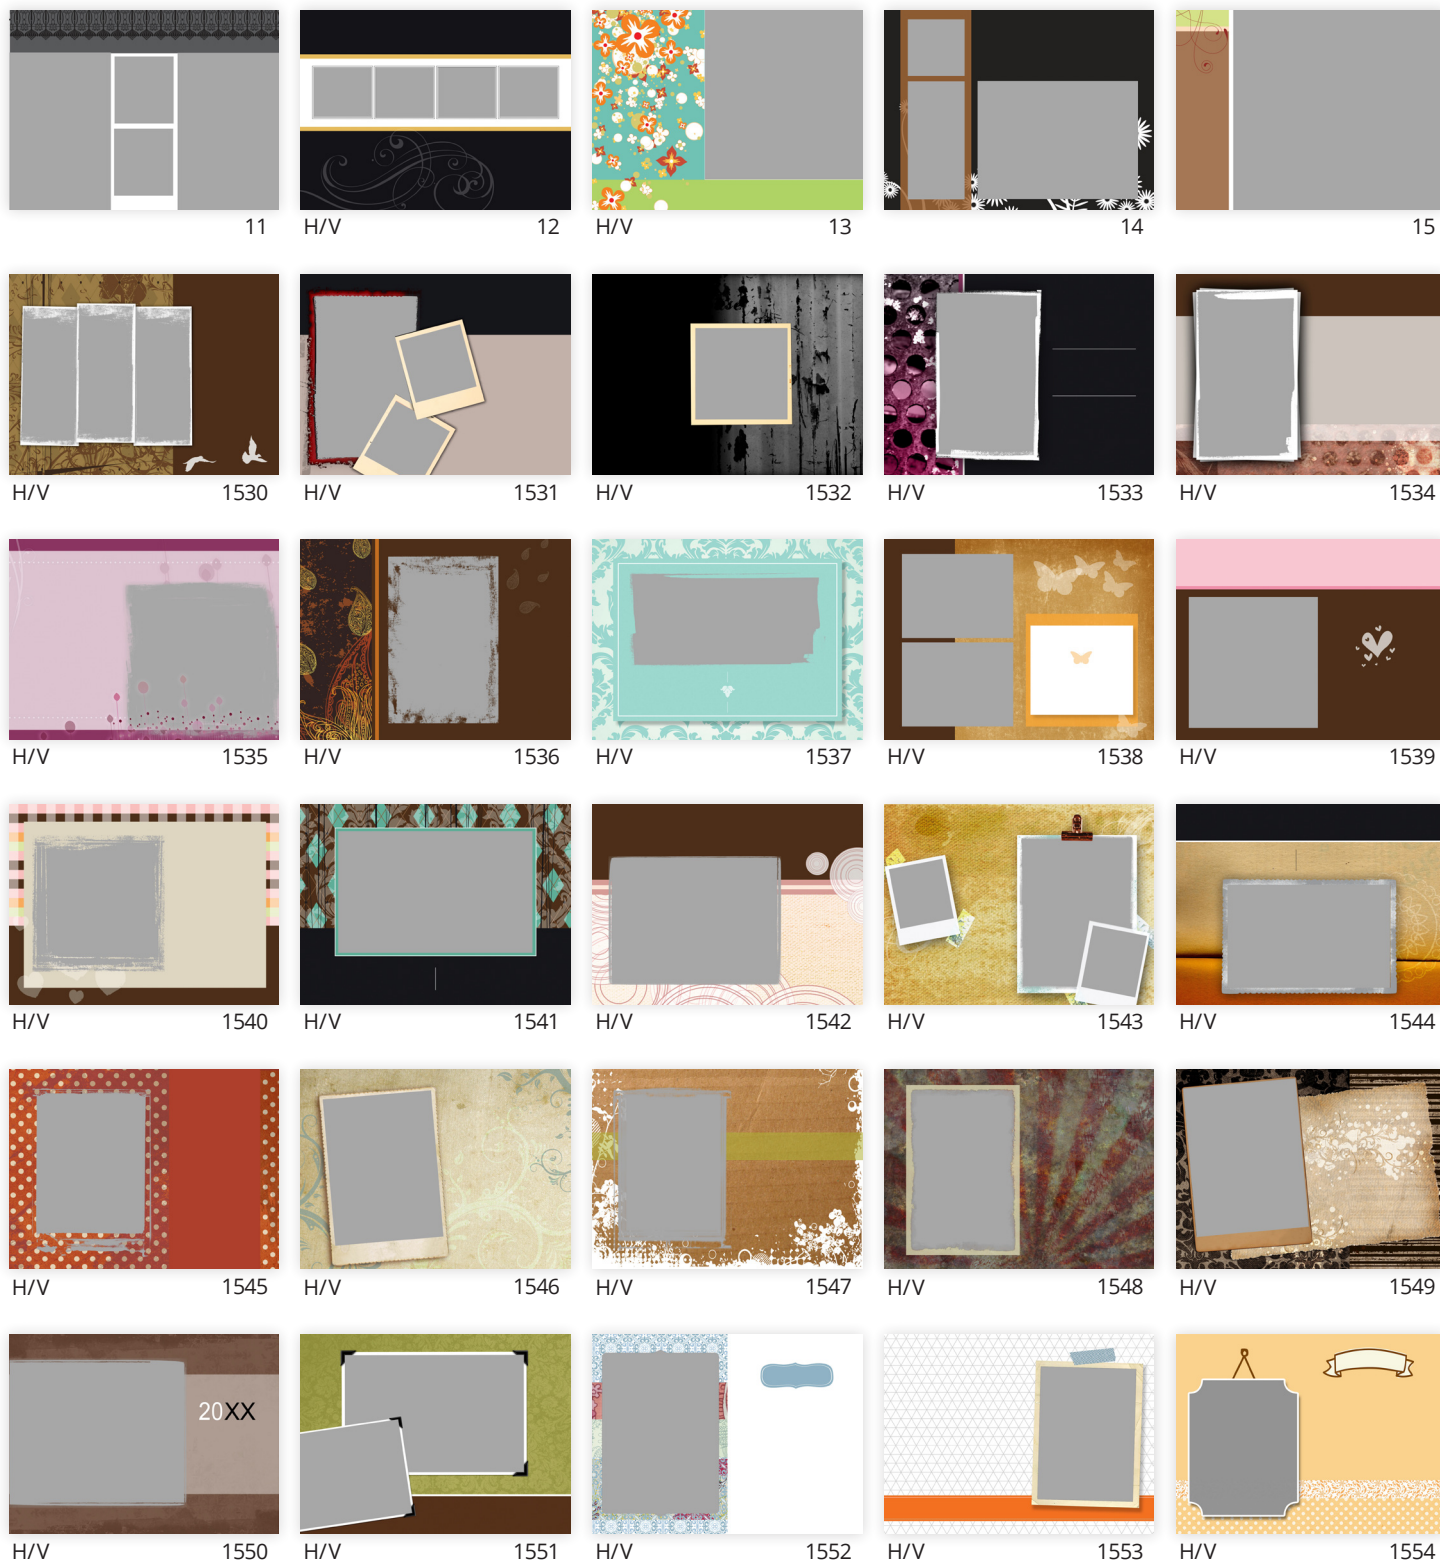 11
H/V 12
H/V 13
14
15
H/V 1530
H/V 1531
H/V 1532
H/V 1533
H/V 1534
H/V 1535
H/V 1536
H/V 1537
H/V 1538
H/V 1539
H/V 1540
H/V 1541
H/V 1542
H/V 1543
H/V 1544
H/V 1545
H/V 1546
H/V 1547
H/V 1548
H/V 1549
20XX
H/V 1550
H/V 1551
H/V 1552
H/V 1553
H/V 1554